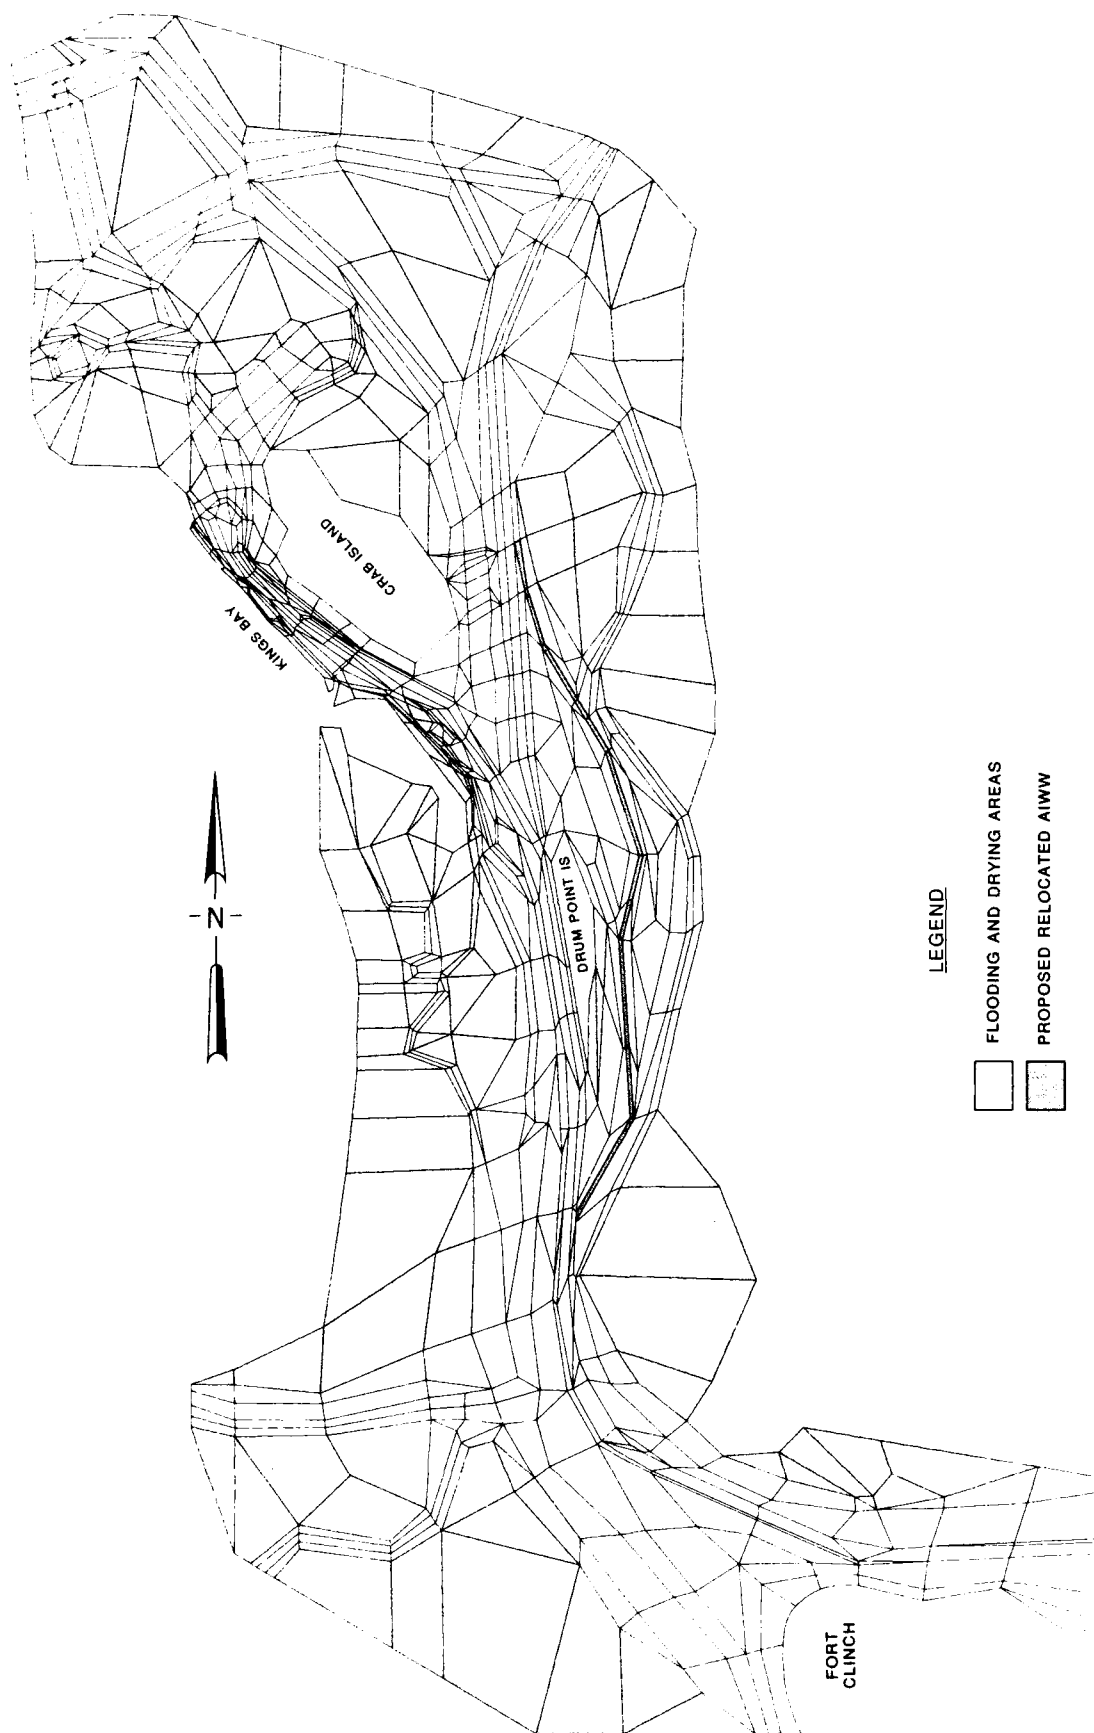 CRAB ISLAND
KINGS BAY
-N-
DRUM POINT IS
LEGEND
FLOODING AND DRYING AREAS
PROPOSED RELOCATED AIWW
FORT
CLINCH